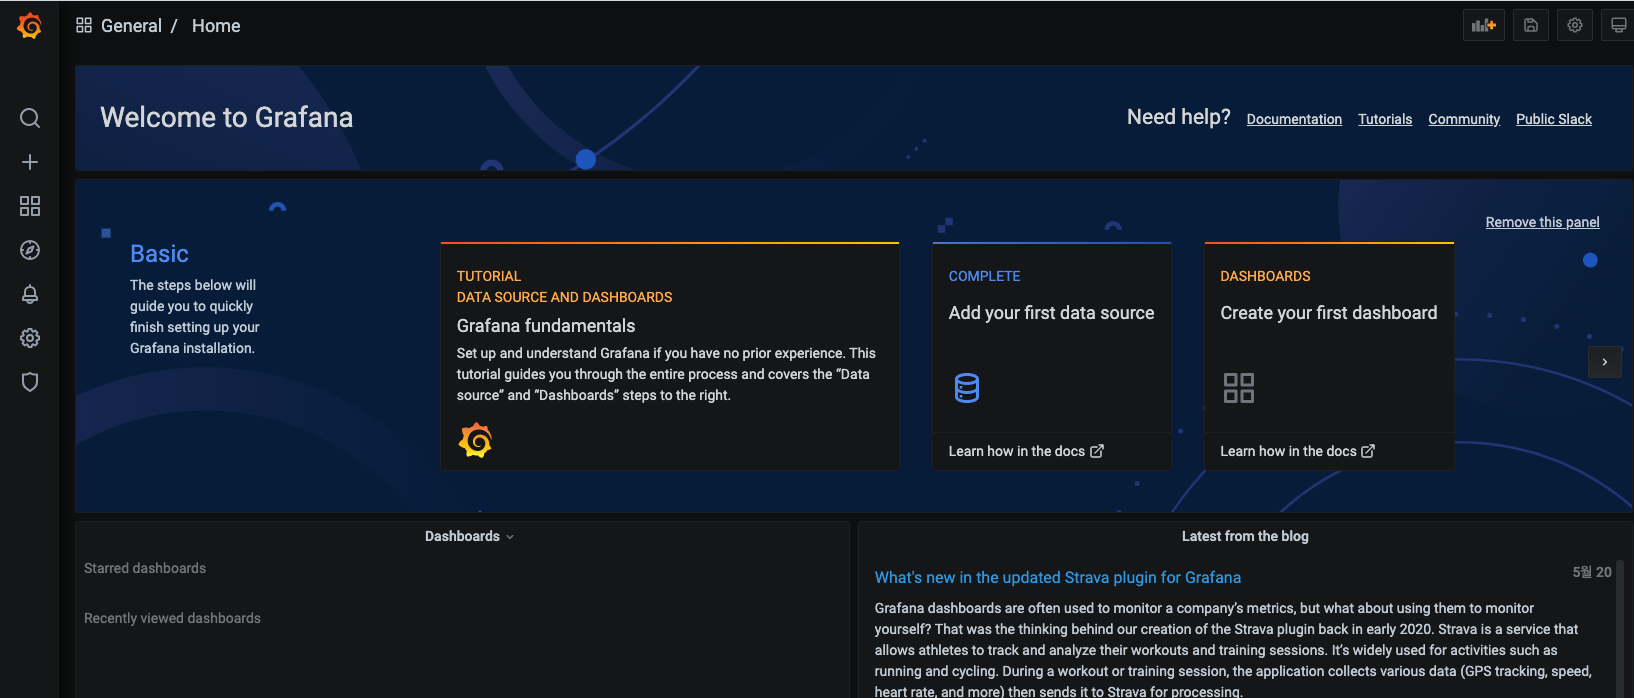 General / Home
Welcome to Grafana
Need help? Documentation Tutorials Community Public Slack
Remove this panel
Basic
The steps below will
guide you to quickly
finish setting up your
Grafana installation.
TUTORIAL
DATA SOURCE AND DASHBOARDS
Grafana fundamentals
Set up and understand Grafana if you have no prior experience. This
tutorial guides you through the entire process and covers the “Data
source” and “Dashboards” steps to the right.
COMPLETE
Add your first data source
Learn how in the docs
DASHBOARDS
Create your first dashboard
Learn how in the docs
Dashboards
Starred dashboards
Recently viewed dashboards
Latest from the blog
What's new in the updated Strava plugin for Grafana
5월 20
Grafana dashboards are often used to monitor a company’s metrics, but what about using them to monitor
yourself? That was the thinking behind our creation of the Strava plugin back in early 2020. Strava is a service that
allows athletes to track and analyze their workouts and training sessions. It’s widely used for activities such as
running and cycling. During a workout or training session, the application collects various data (GPS tracking, speed,
heart rate, and more) then sends it to Strava for processing.